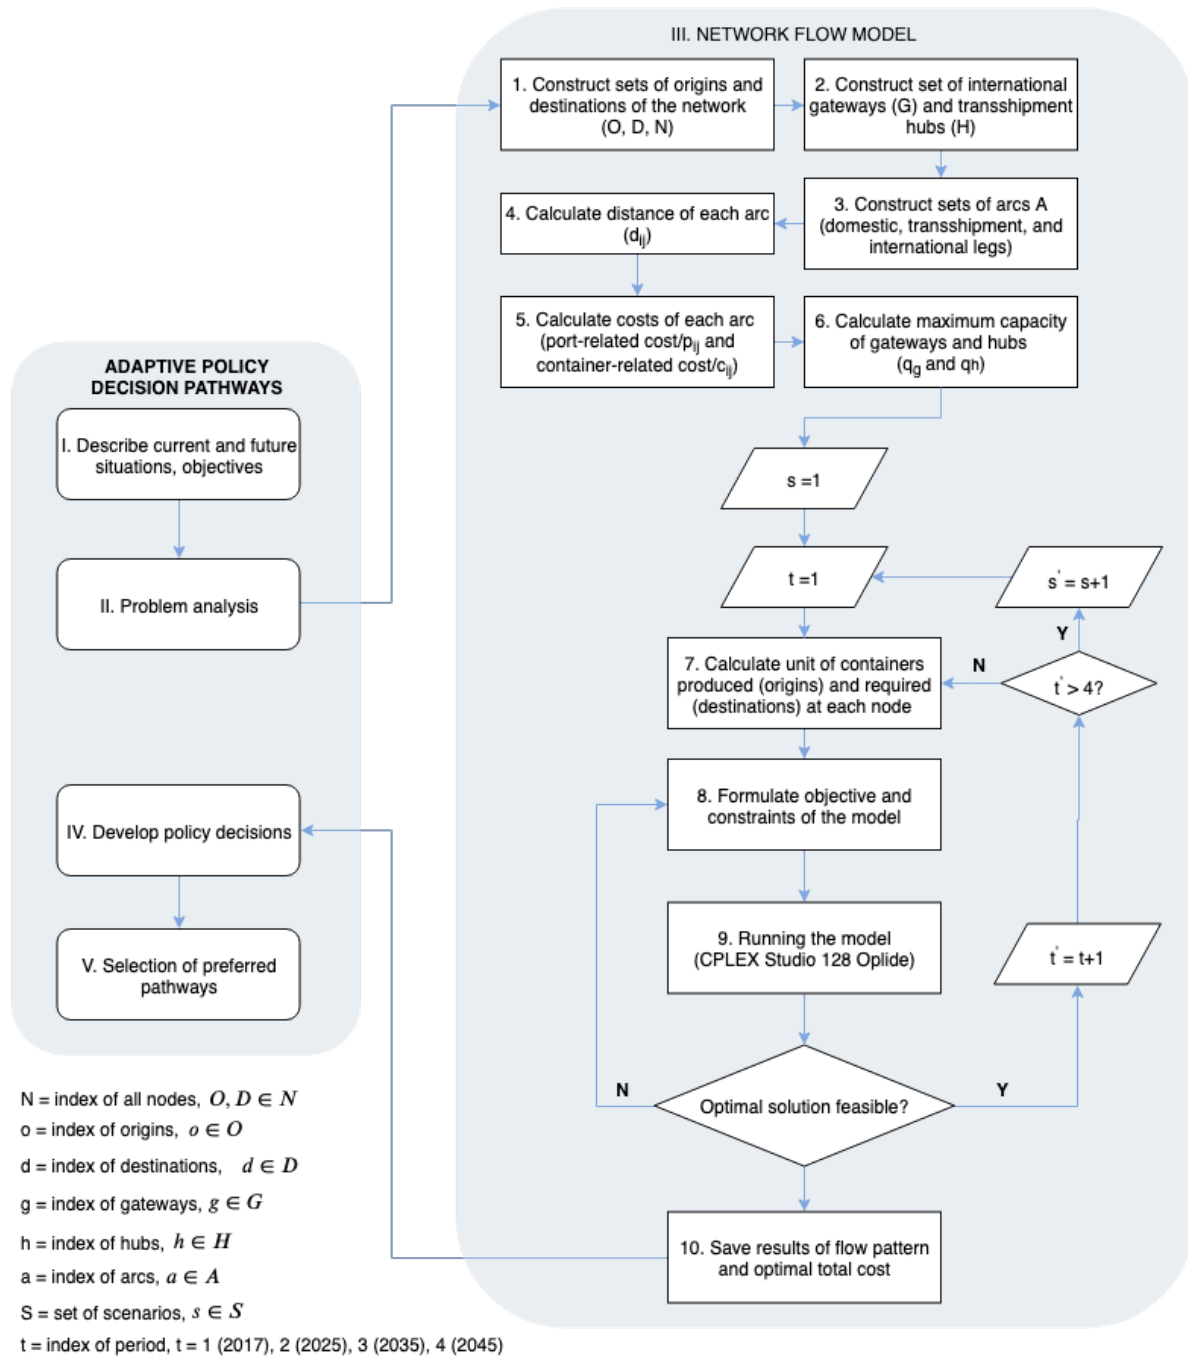 III. NETWORK FLOW MODEL
1. Construct sets of origins and
destinations of the network
(O, D, N)
2. Construct set of international
gateways (G) and transshipment
hubs (H)
3. Construct sets of arcs A
(domestic, transshipment, and
international legs)
4. Calculate distance of each arc
(dij)
5. Calculate costs of each arc
(port-related cost/pij and
container-related cost/cij)
6. Calculate maximum capacity
of gateways and hubs
(qg and qh)
s =1
t =1
s' = s+1
Y
N
t' > 4?
7. Calculate unit of containers
produced (origins) and required
(destinations) at each node
8. Formulate objective and
constraints of the model
9. Running the model
(CPLEX Studio 128 Oplide)
t' = t+1
N
Optimal solution feasible?
Y
10. Save results of flow pattern
and optimal total cost
ADAPTIVE POLICY
DECISION PATHWAYS
I. Describe current and future
situations, objectives
II. Problem analysis
IV. Develop policy decisions
V. Selection of preferred
pathways
N = index of all nodes, O, D ∈ N
o = index of origins, o ∈ O
d = index of destinations, d ∈ D
g = index of gateways, g ∈ G
h = index of hubs, h ∈ H
a = index of arcs, a ∈ A
S = set of scenarios, s ∈ S
t = index of period, t = 1 (2017), 2 (2025), 3 (2035), 4 (2045)